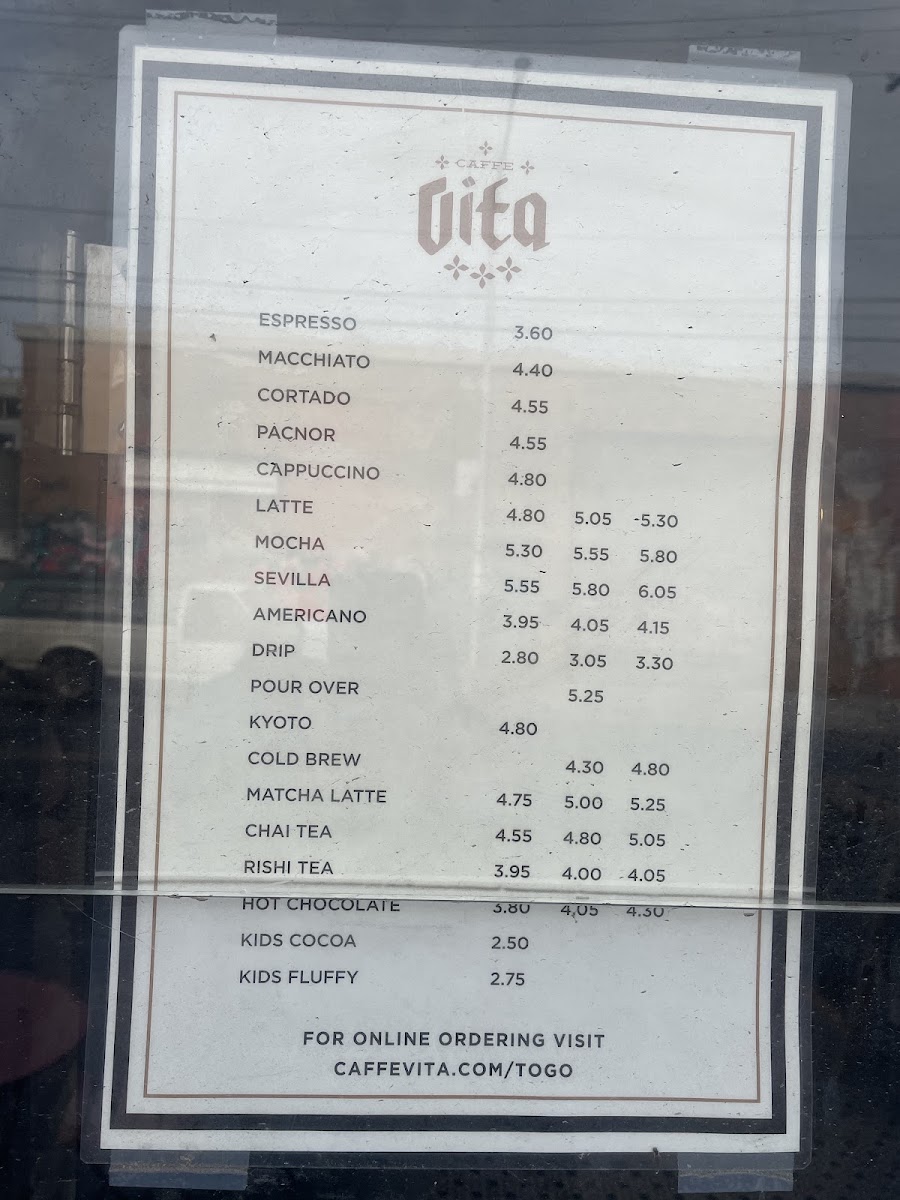 CAFFE
Vita
ESPRESSO 3.60
MACCHIATO 4.40
CORTADO 4.55
PACNOR 4.55
CAPPUCCINO 4.80
LATTE 4.80 5.05 5.30
MOCHA 5.30 5.55 5.80
SEVILLA 5.55 5.80 6.05
AMERICANO 3.95 4.05 4.15
DRIP 2.80 3.05 3.30
POUR OVER 5.25
KYOTO 4.80
COLD BREW 4.30 4.80
MATCHA LATTE 4.75 5.00 5.25
CHAI TEA 4.55 4.80 5.05
RISHI TEA 3.95 4.00 4.05
HOT CHOCOLATE 3.80 4.05 4.30
KIDS COCOA 2.50
KIDS FLUFFY 2.75
FOR ONLINE ORDERING VISIT
CAFFEVITA.COM/TOGO